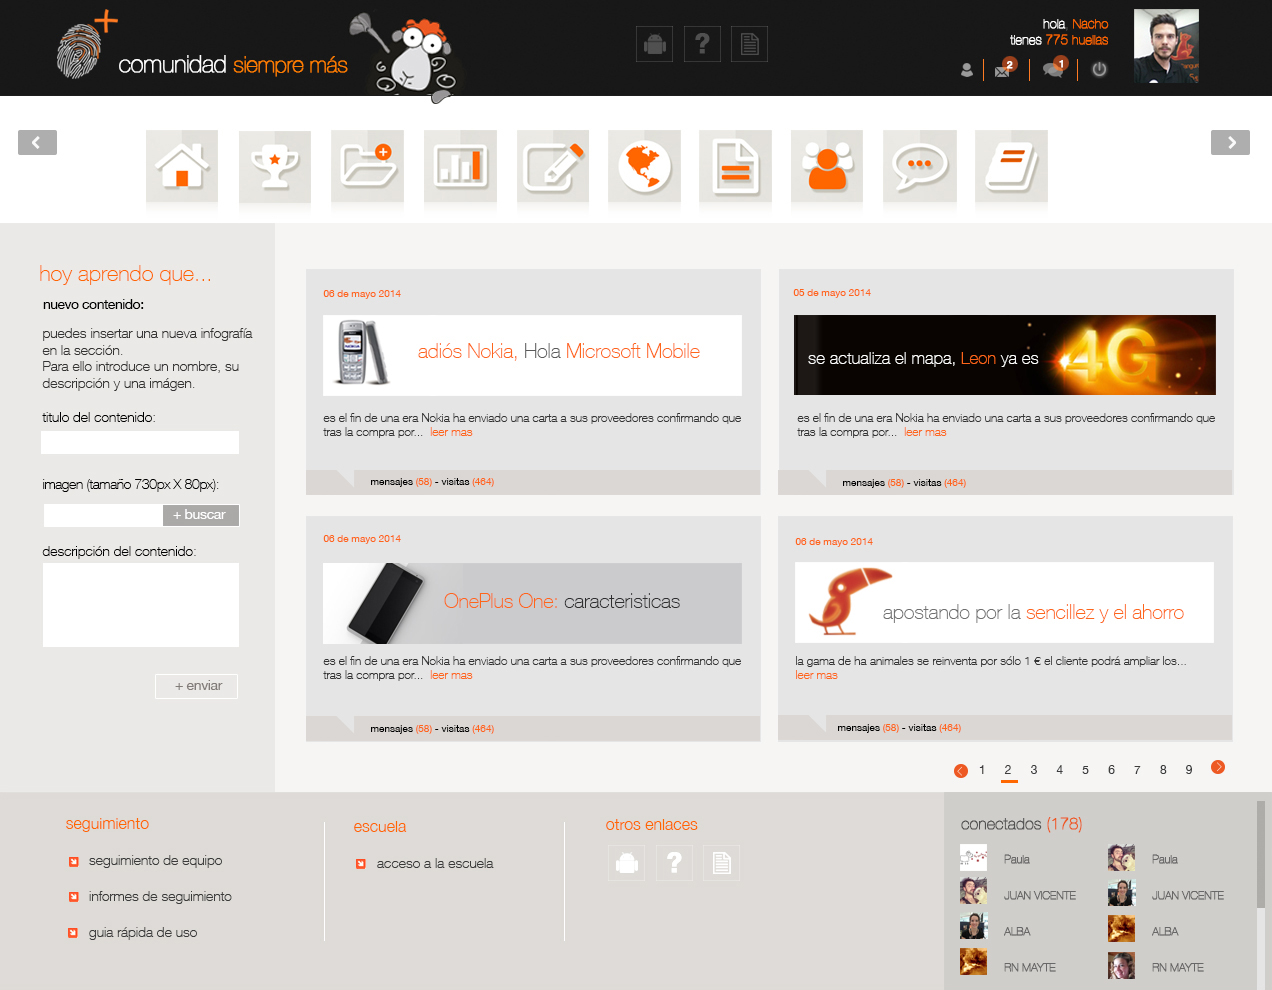 comunidad siempre más
hola, Nacho
tienes 775 huellas
2
1
hoy aprendo que...
nuevo contenido:
puedes insertar una nueva infografía
en la sección.
Para ello introduce un nombre, su
descripción y una imágen.
titulo del contenido:
imagen (tamaño 730px X 80px):
+ buscar
descripción del contenido:
+ enviar
06 de mayo 2014
adiós Nokia, Hola Microsoft Mobile
es el fin de una era Nokia ha enviado una carta a sus proveedores confirmando que
tras la compra por... leer mas
mensajes (58) - visitas (464)
05 de mayo 2014
se actualiza el mapa, Leon ya es 4G
es el fin de una era Nokia ha enviado una carta a sus proveedores confirmando que
tras la compra por... leer mas
mensajes (58) - visitas (464)
06 de mayo 2014
OnePlus One: caracteristicas
es el fin de una era Nokia ha enviado una carta a sus proveedores confirmando que
tras la compra por... leer mas
mensajes (58) - visitas (464)
06 de mayo 2014
apostando por la sencillez y el ahorro
la gama de ha animales se reinventa por sólo 1 € el cliente podrá ampliar los...
leer mas
mensajes (58) - visitas (464)
1 2 3 4 5 6 7 8 9
seguimiento
seguimiento de equipo
informes de seguimiento
guia rápida de uso
escuela
acceso a la escuela
otros enlaces
?
conectados (178)
Paula Paula
JUAN VICENTE JUAN VICENTE
ALBA ALBA
RN MAYTE RN MAYTE